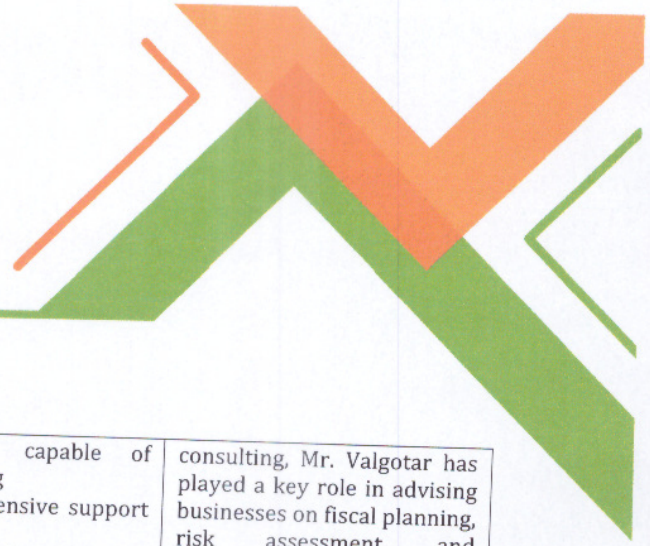 capable of
g
ensive support
consulting, Mr. Valgotar has
played a key role in advising
businesses on fiscal planning,
risk assessment and